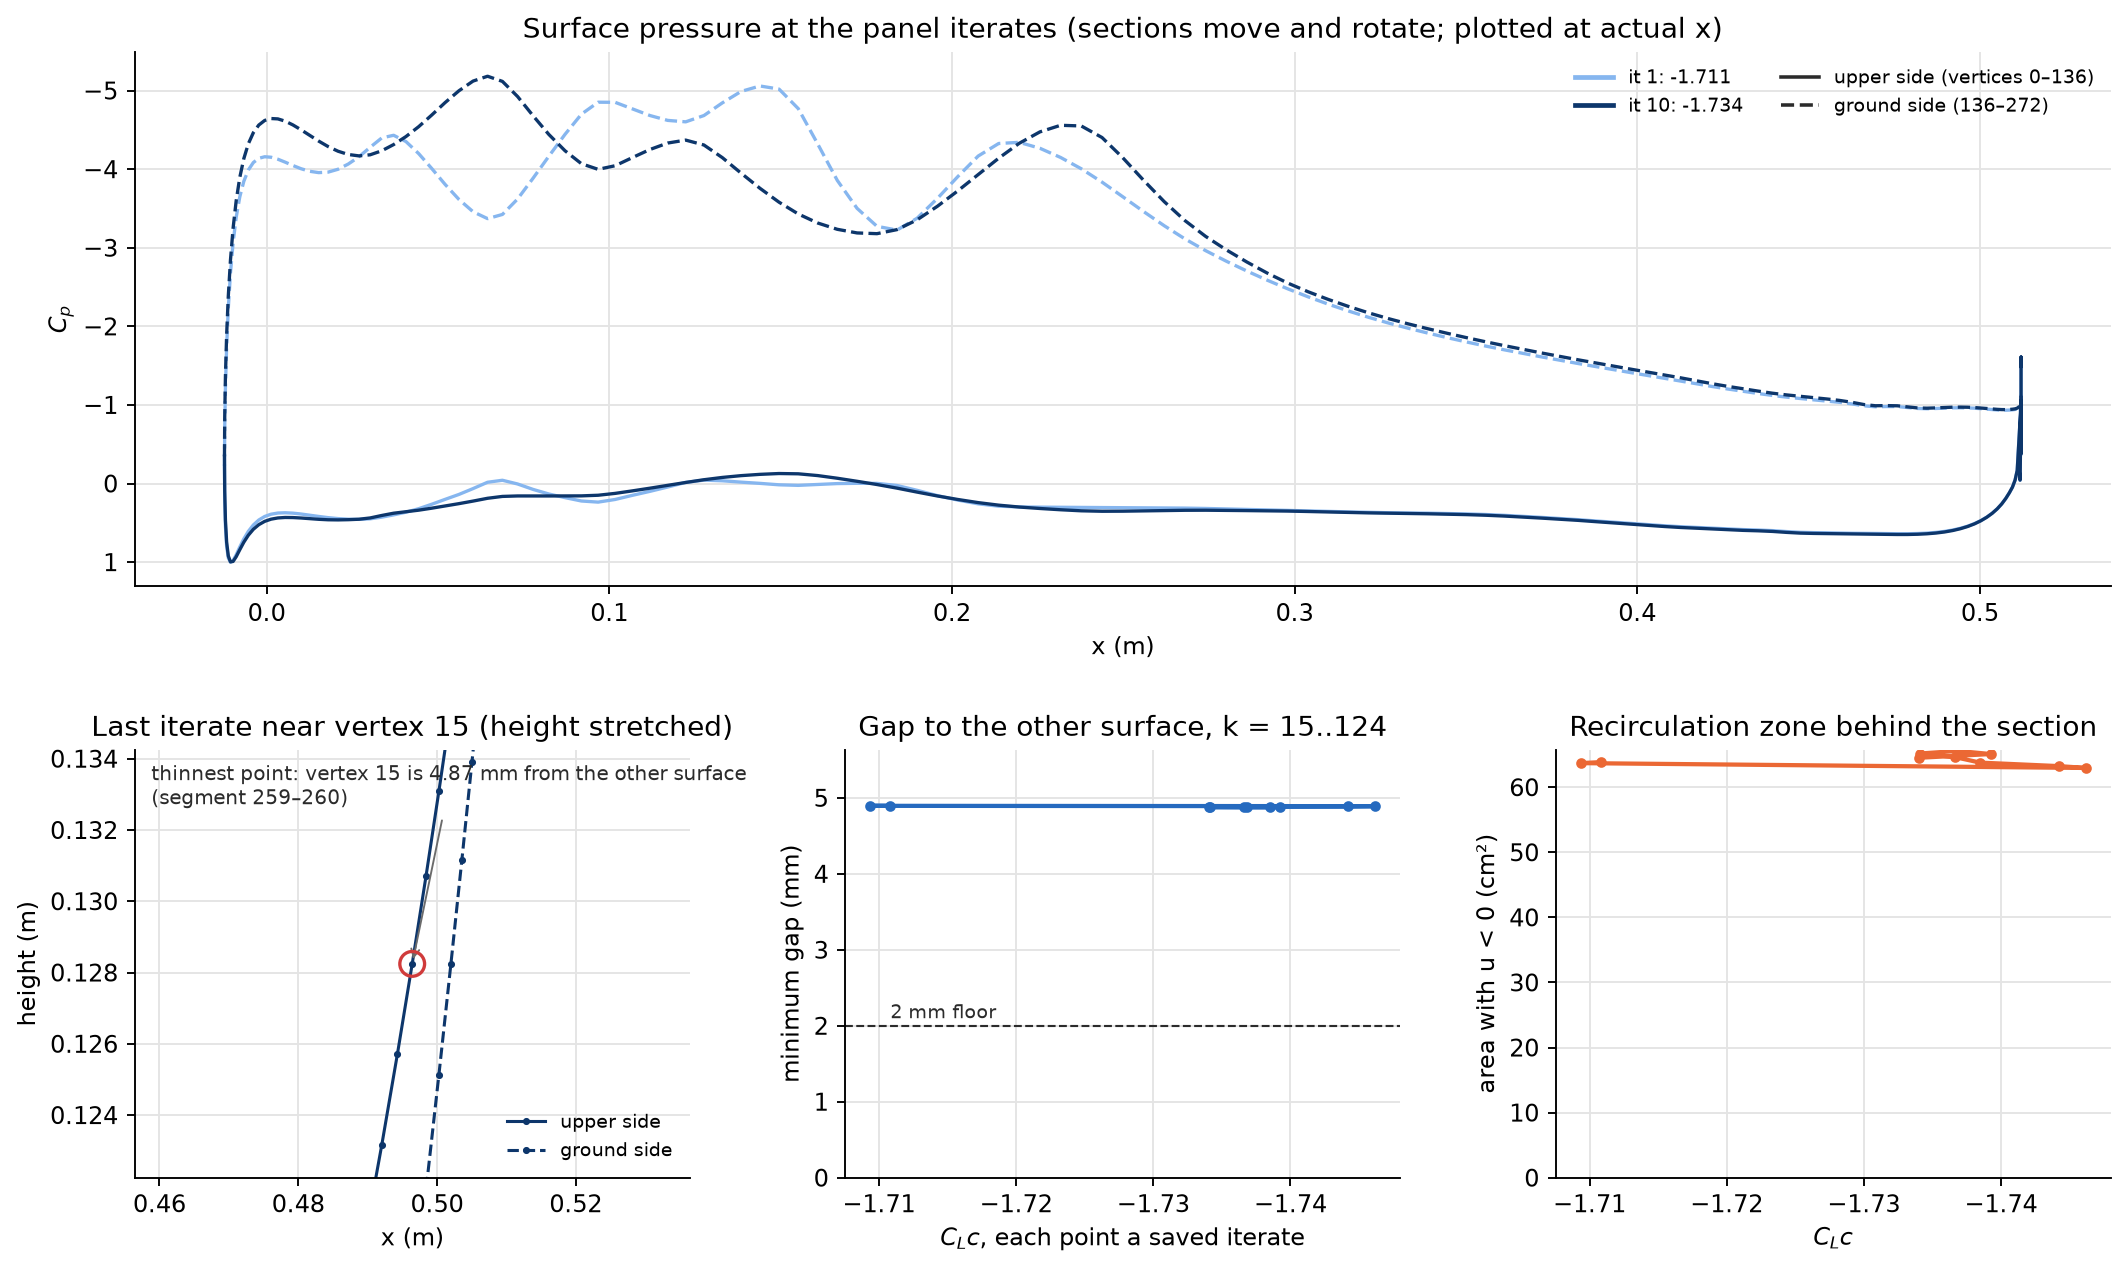 Surface pressure at the panel iterates (sections move and rotate; plotted at actual x)
it 1: -1.711
it 10: -1.734
upper side (vertices 0–136)
ground side (136–272)
−5
−4
−3
−2
−1
0
1
Cp
0.0
0.1
0.2
0.3
0.4
0.5
x (m)
Last iterate near vertex 15 (height stretched)
thinnest point: vertex 15 is 4.87 mm from the other surface
(segment 259–260)
0.134
0.132
0.130
0.128
0.126
0.124
height (m)
upper side
ground side
0.46
0.48
0.50
0.52
x (m)
Gap to the other surface, k = 15..124
5
4
3
2
1
0
minimum gap (mm)
2 mm floor
−1.71
−1.72
−1.73
−1.74
CLc, each point a saved iterate
Recirculation zone behind the section
60
50
40
30
20
10
0
area with u < 0 (cm²)
−1.71
−1.72
−1.73
−1.74
CLc